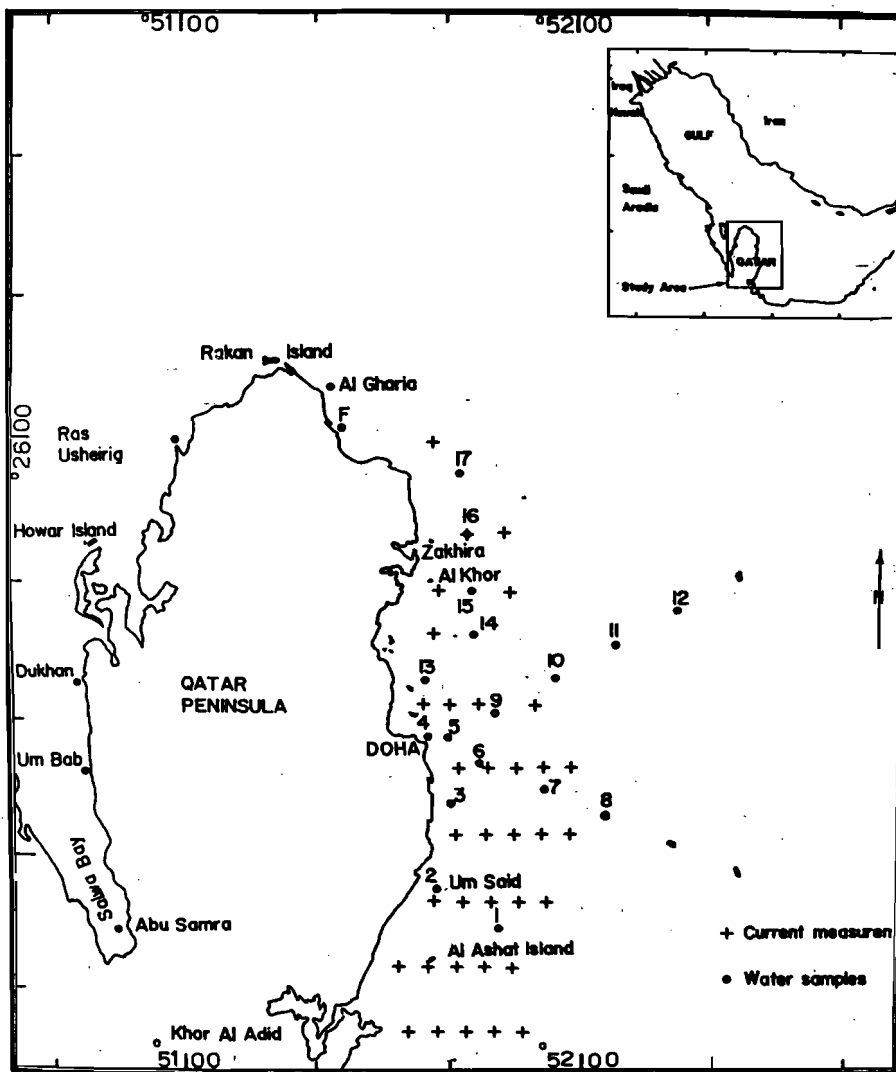 °51100
°52100
Iraq
Iran
GULF
Saudi
Arabia
QATAR
Study Area
Rakan Island
Al Gharia
F
°26100
Ras
Usheirig
17
Howar Island
16
Zakhira
Al Khor
15
14
12
11
N
Dukhan
QATAR
PENINSULA
13
10
9
4
5
DOHA
6
Um Bab
7
3
8
Salwa Bay
2
Um Said
1
Abu Samra
+ Current measuren
Al Ashat Island
• Water samples
Khor Al Adid
°51100
°52100